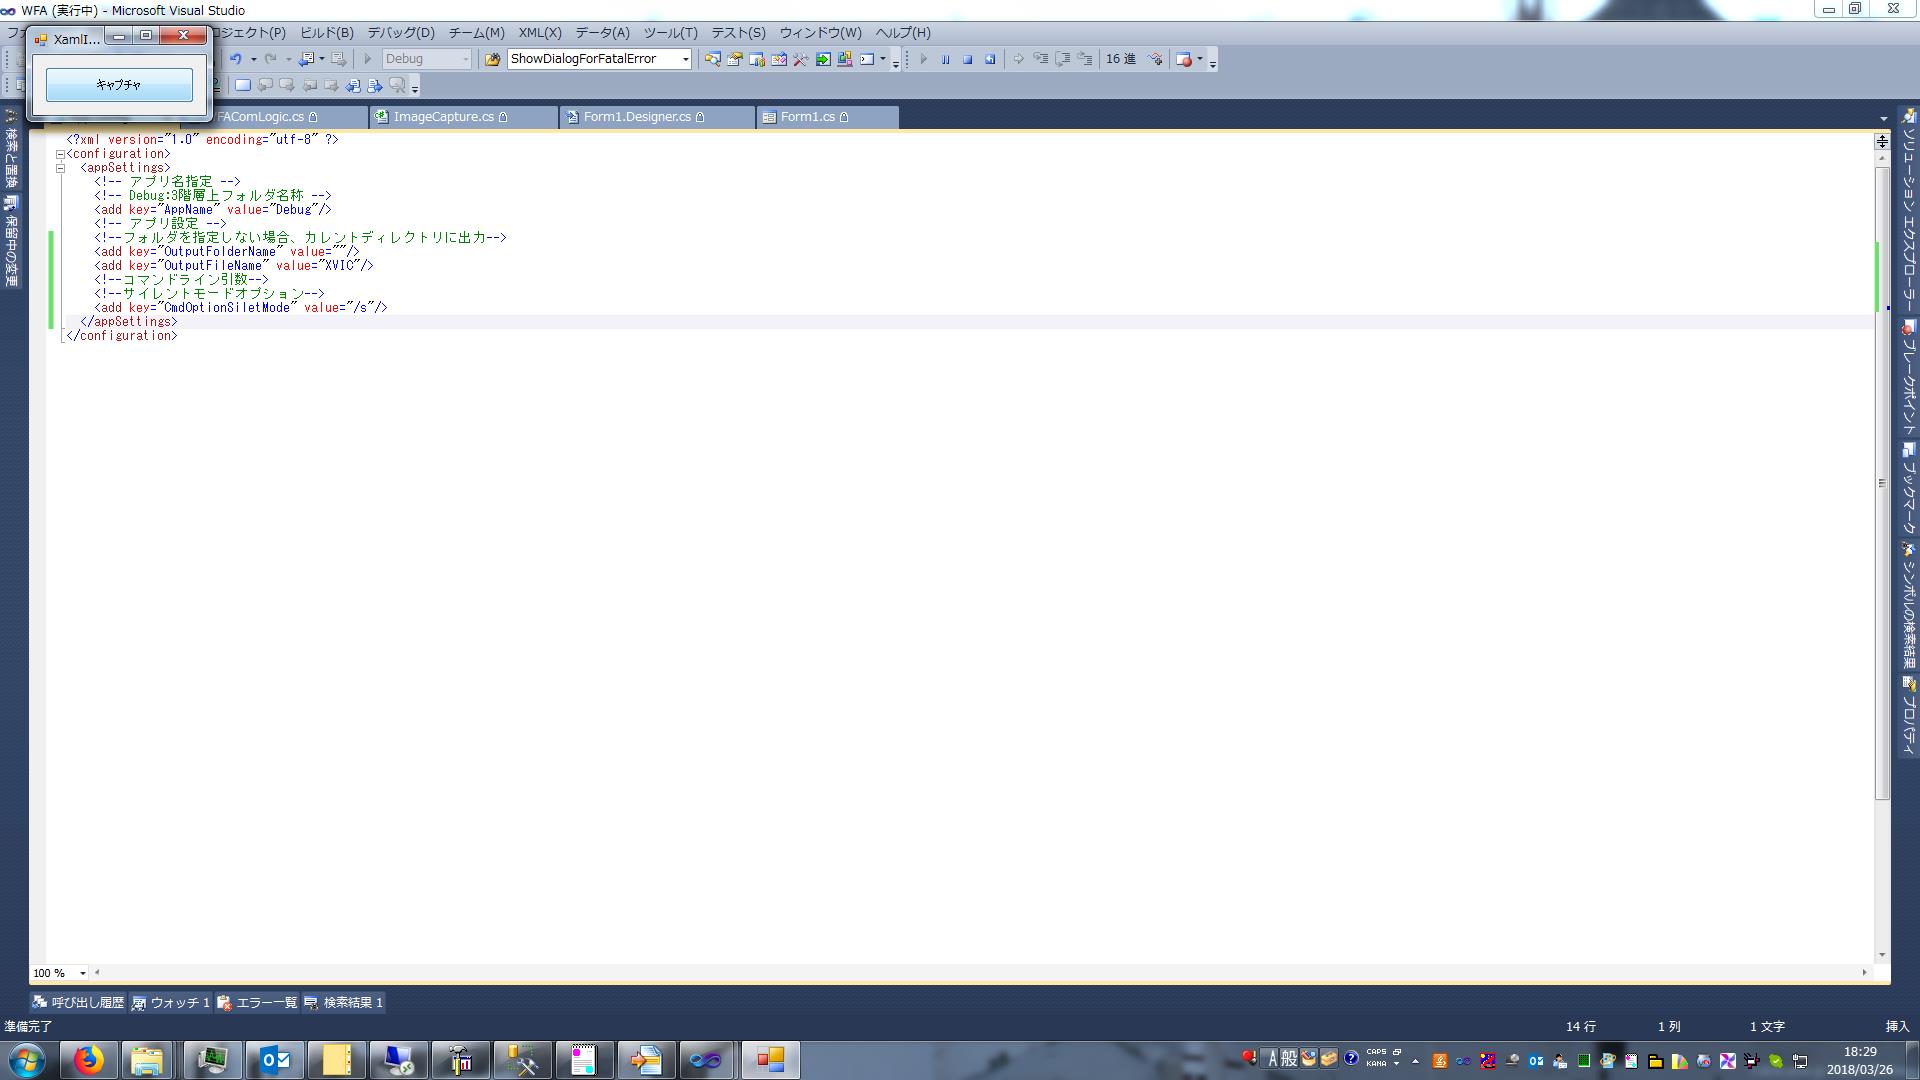 WFA (実行中) - Microsoft Visual Studio
XamlI...
キャプチャ
ロジェクト(P) ビルド(B) デバッグ(D) チーム(M) XML(X) データ(A) ツール(T) テスト(S) ウィンドウ(W) ヘルプ(H)
Debug ShowDialogForFatalError 16 進
FAComLogic.cs ImageCapture.cs Form1.Designer.cs Form1.cs
<?xml version="1.0" encoding="utf-8" ?>
<configuration>
<appSettings>
<!-- アプリ名指定 -->
<!-- Debug:3階層上フォルダ名称 -->
<add key="AppName" value="Debug"/>
<!-- アプリ設定 -->
<!--フォルダを指定しない場合、カレントディレクトリに出力-->
<add key="OutputFolderName" value=""/>
<add key="OutputFileName" value="XVIC"/>
<!--コマンドライン引数-->
<!--サイレントモードオプション-->
<add key="CmdOptionSiletMode" value="/s"/>
</appSettings>
</configuration>
検索と置換
保留中の変更
ソリューション エクスプローラー
ブレークポイント
ブックマーク
シンボルの検索結果
プロパティ
100 %
呼び出し履歴 ウォッチ 1 エラー一覧 検索結果 1
準備完了 14 行 1 列 1 文字 挿入
A 般 CAPS KANA
18:29
2018/03/26